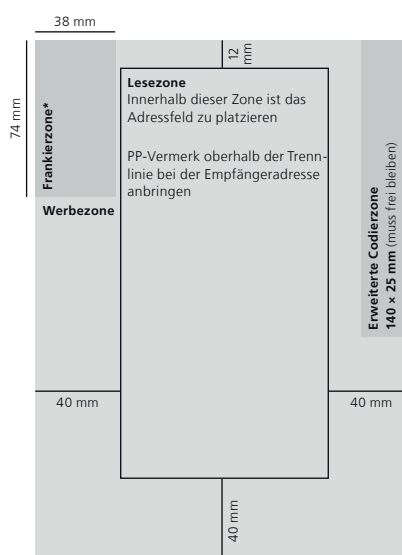 38 mm
12 mm
74 mm
Frankierzone*
Lesezone
Innerhalb dieser Zone ist das
Adressfeld zu platzieren
PP-Vermerk oberhalb der Trenn-
linie bei der Empfängeradresse
anbringen
Werbezone
Erweiterte Codierzone
140 × 25 mm (muss frei bleiben)
40 mm
40 mm
40 mm